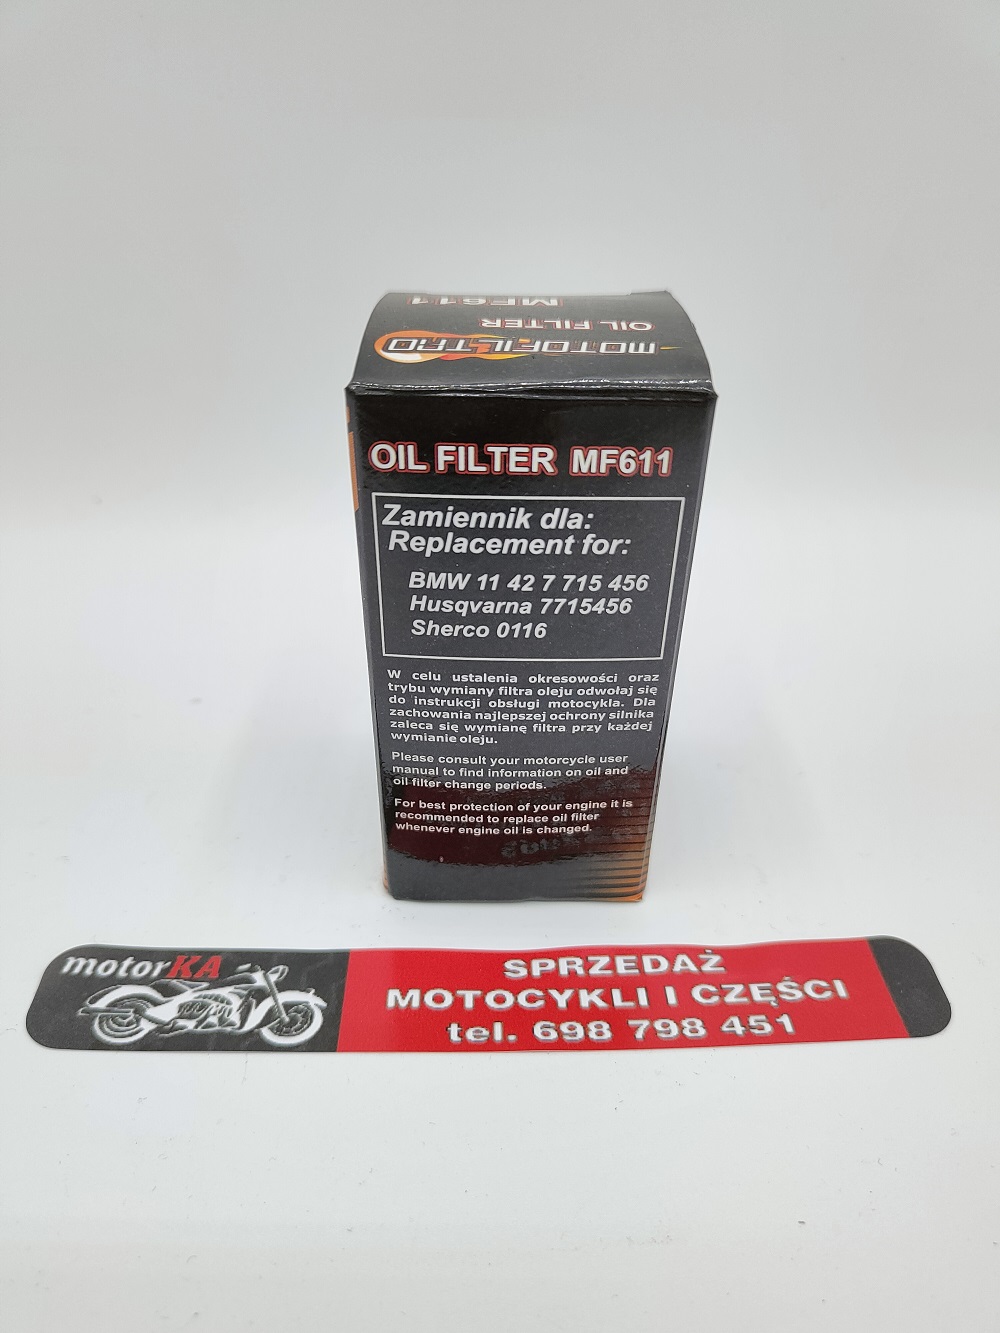 MF611
OIL FILTER
MOTOFILTRO
OIL FILTER MF611
Zamiennik dla:
Replacement for:
BMW 11 42 7 715 456
Husqvarna 7715456
Sherco 0116
W celu ustalenia okresowości oraz
trybu wymiany filtra oleju odwołaj się
do instrukcji obsługi motocykla. Dla
zachowania najlepszej ochrony silnika
zaleca się wymianę filtra przy każdej
wymianie oleju.
Please consult your motorcycle user
manual to find information on oil and
oil filter change periods.
For best protection of your engine it is
recommended to replace oil filter
whenever engine oil is changed.
motorKA
SPRZEDAŻ
MOTOCYKLI I CZĘŚCI
tel. 698 798 451